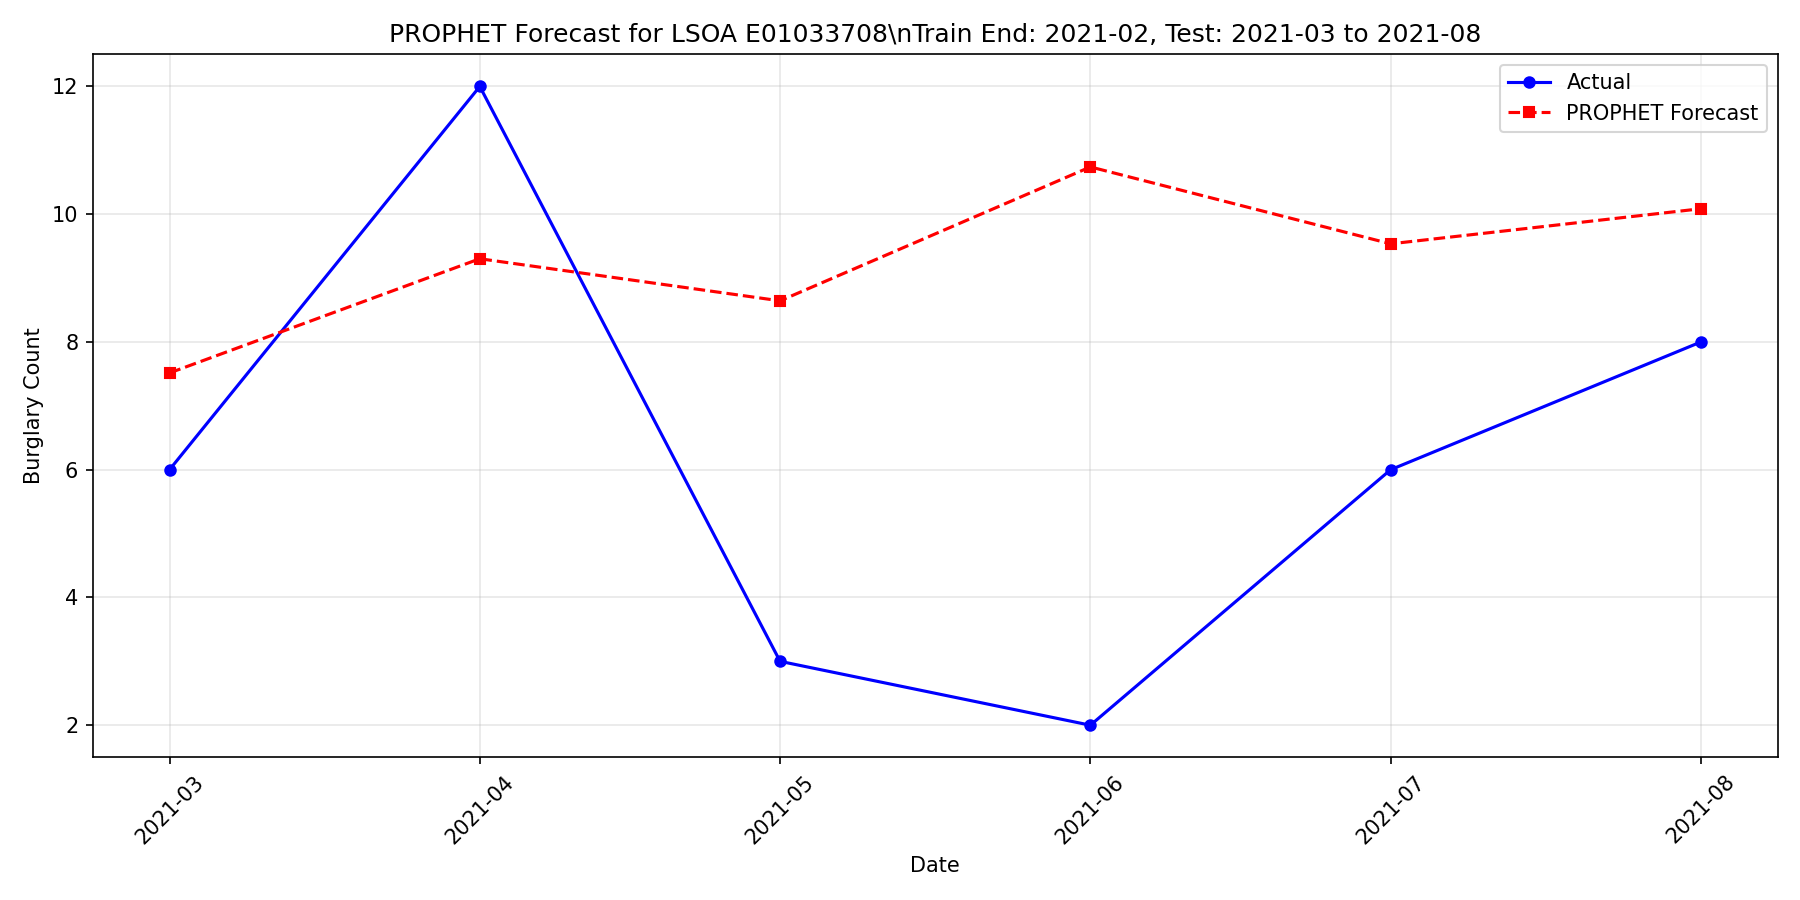 PROPHET Forecast for LSOA E01033708\nTrain End: 2021-02, Test: 2021-03 to 2021-08
Actual
PROPHET Forecast
Burglary Count
12
10
8
6
4
2
2021-03
2021-04
2021-05
2021-06
2021-07
2021-08
Date